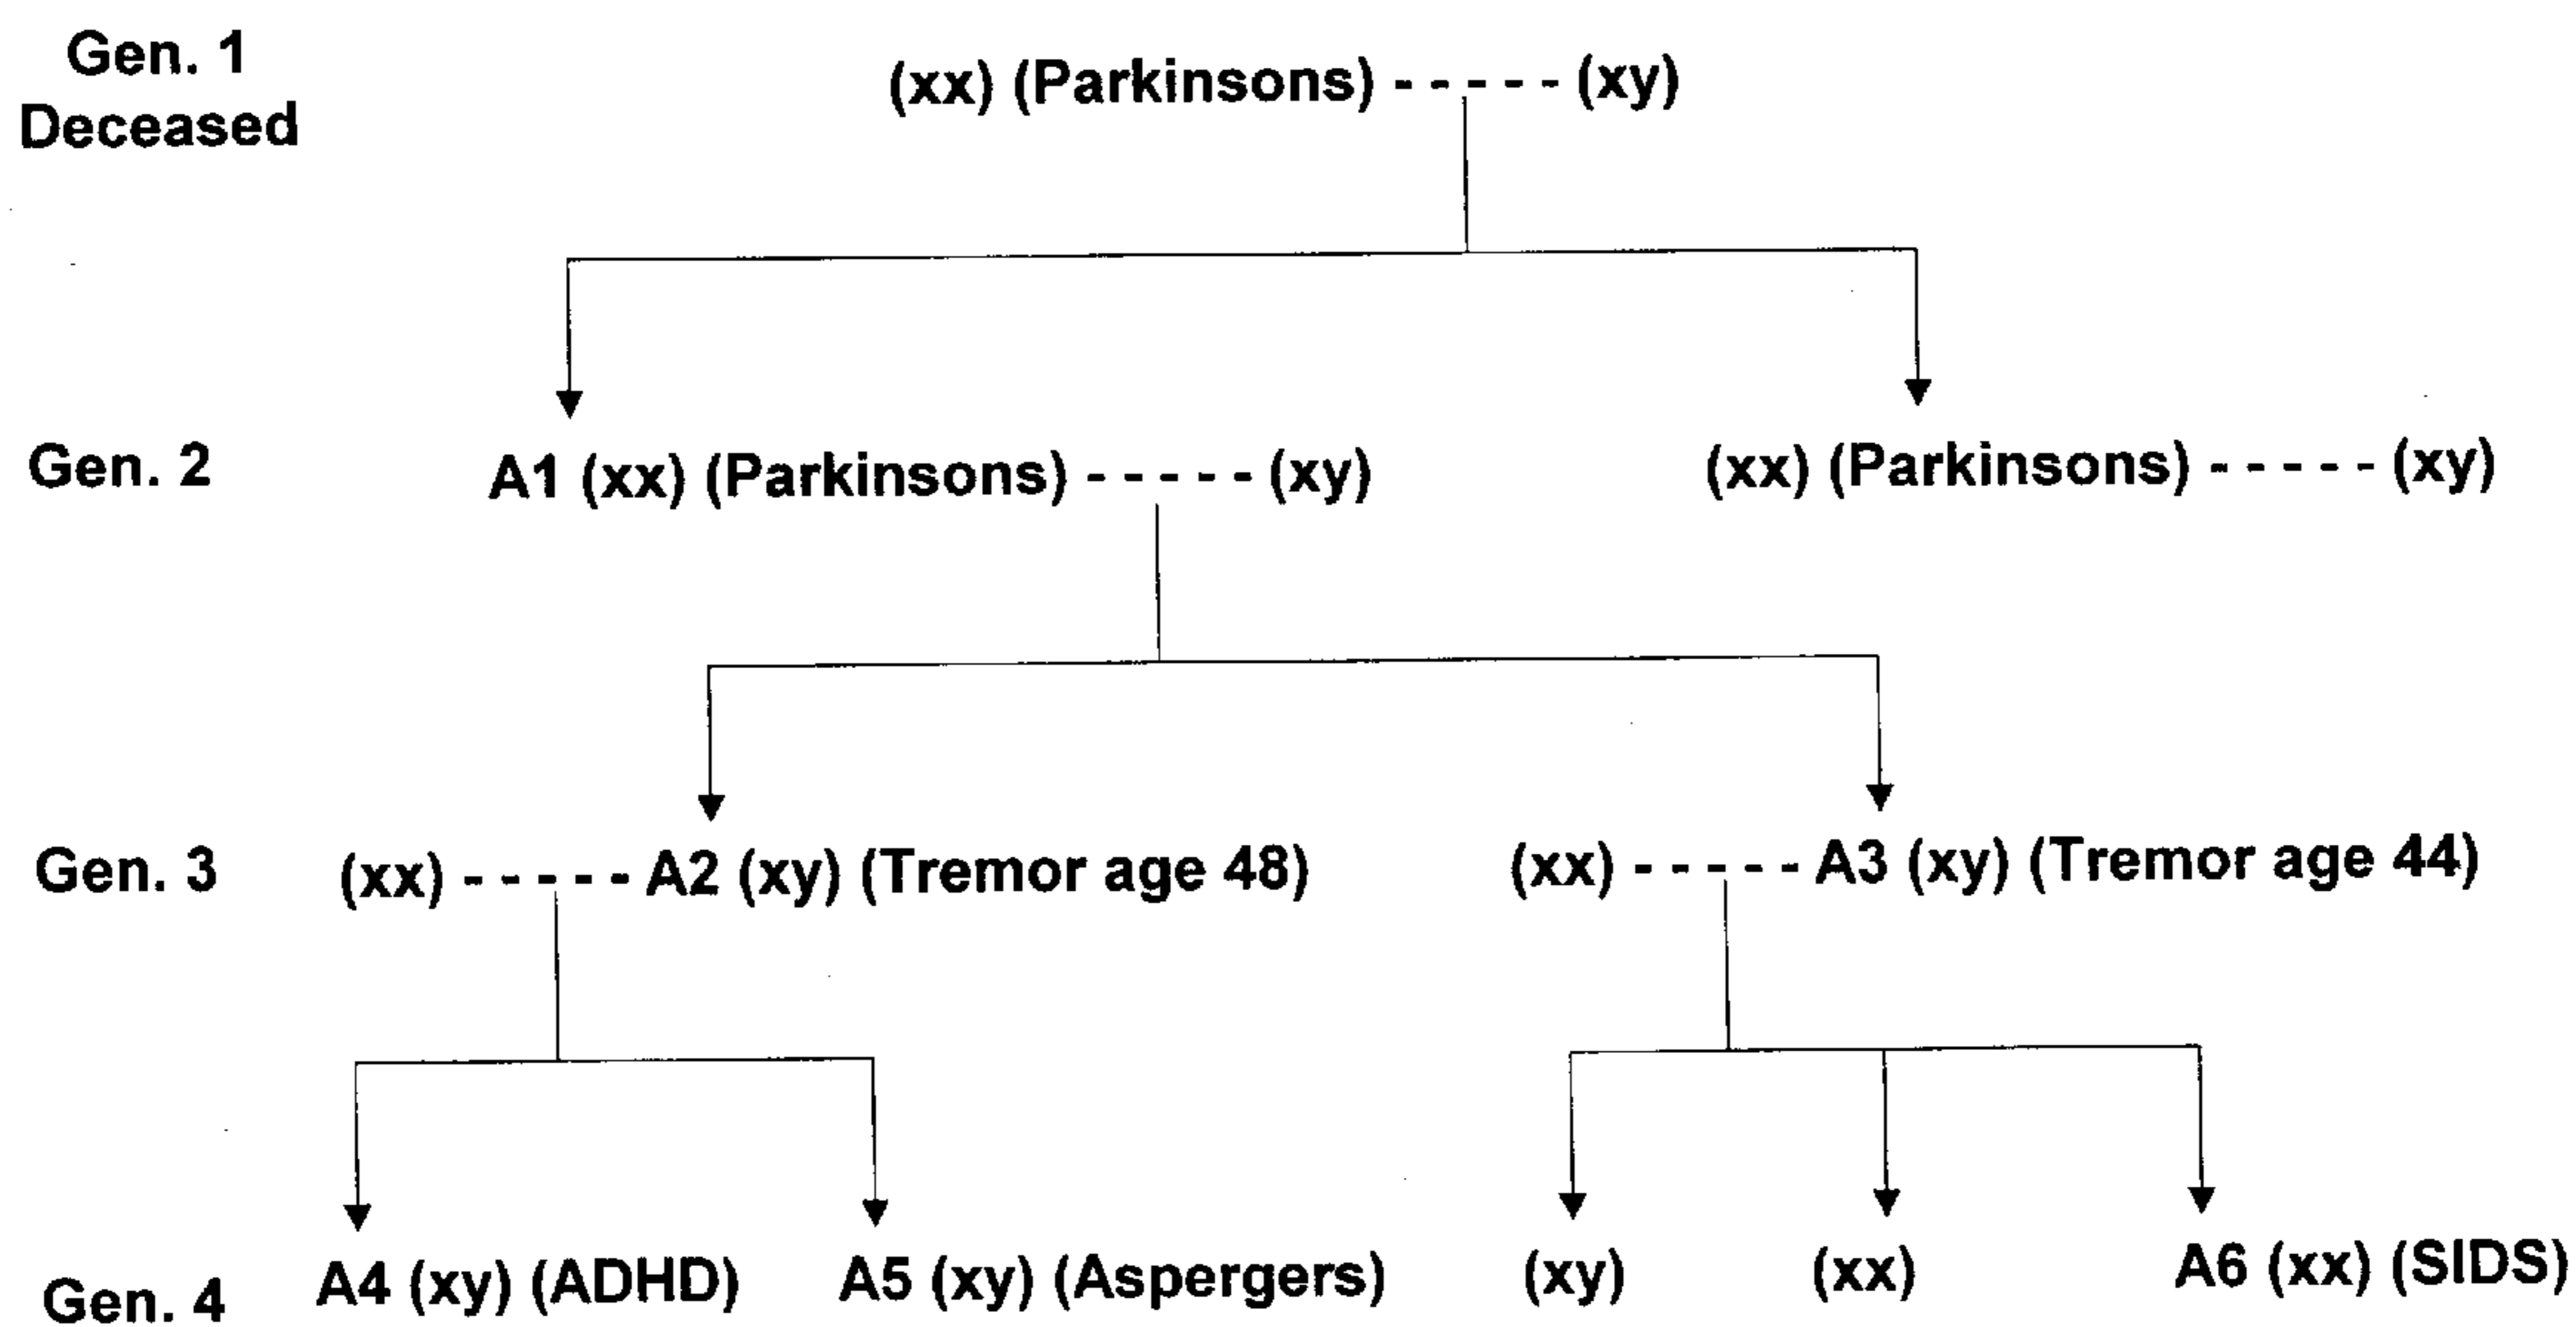 Gen. 1
Deceased
(xx) (Parkinsons) - - - - - (xy)
Gen. 2
A1 (xx) (Parkinsons) - - - - - (xy)
(xx) (Parkinsons) - - - - - (xy)
Gen. 3
(xx) - - - - - A2 (xy) (Tremor age 48)
(xx) - - - - - A3 (xy) (Tremor age 44)
Gen. 4
A4 (xy) (ADHD)
A5 (xy) (Aspergers)
(xy)
(xx)
A6 (xx) (SIDS)